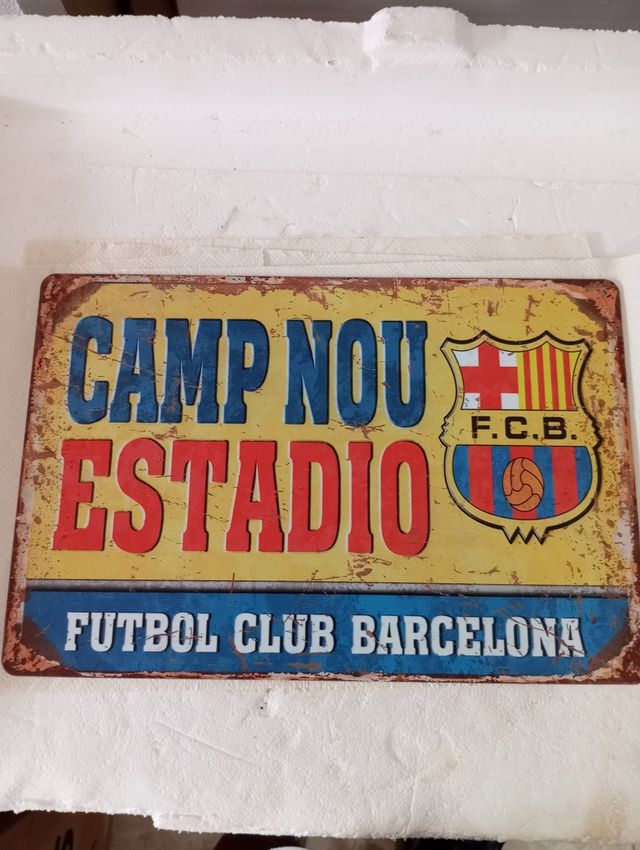 CAMP NOU
ESTADIO
F.C.B.
FUTBOL CLUB BARCELONA